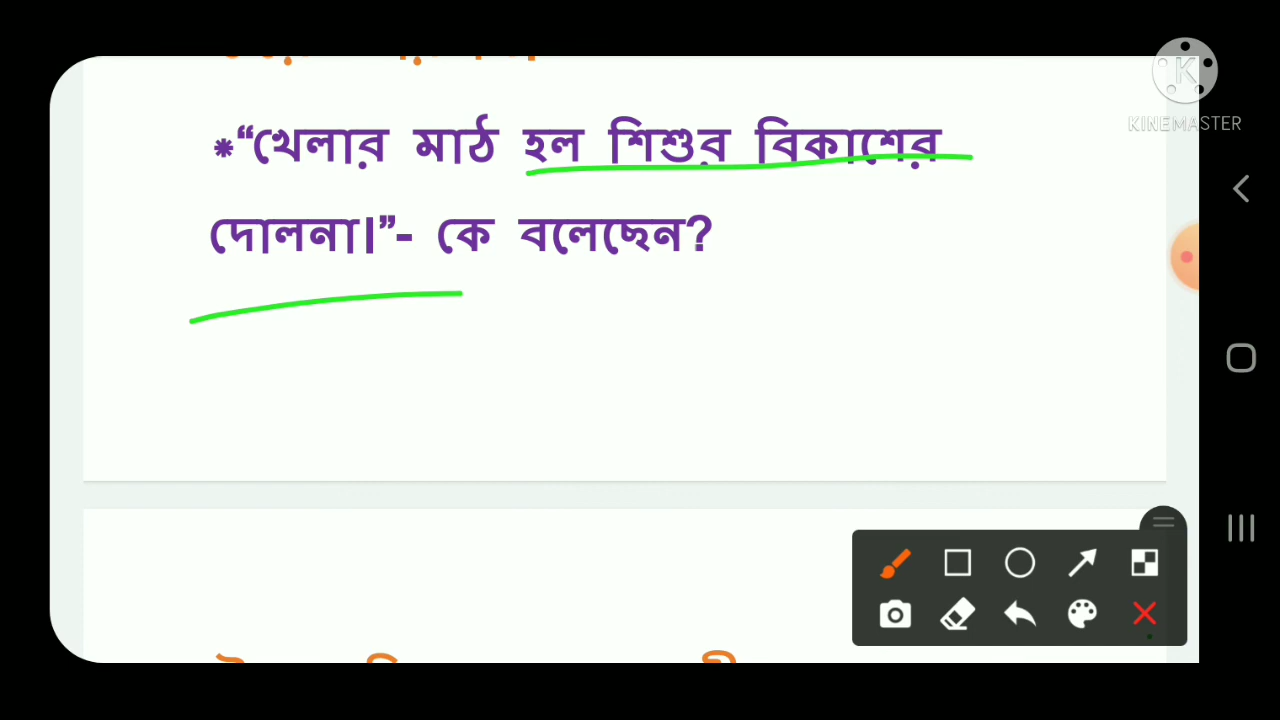 *“খেলার মাঠ হল শিশুর বিকাশের
দোলনা।”- কে বলেছেন?
K
KINEMASTER